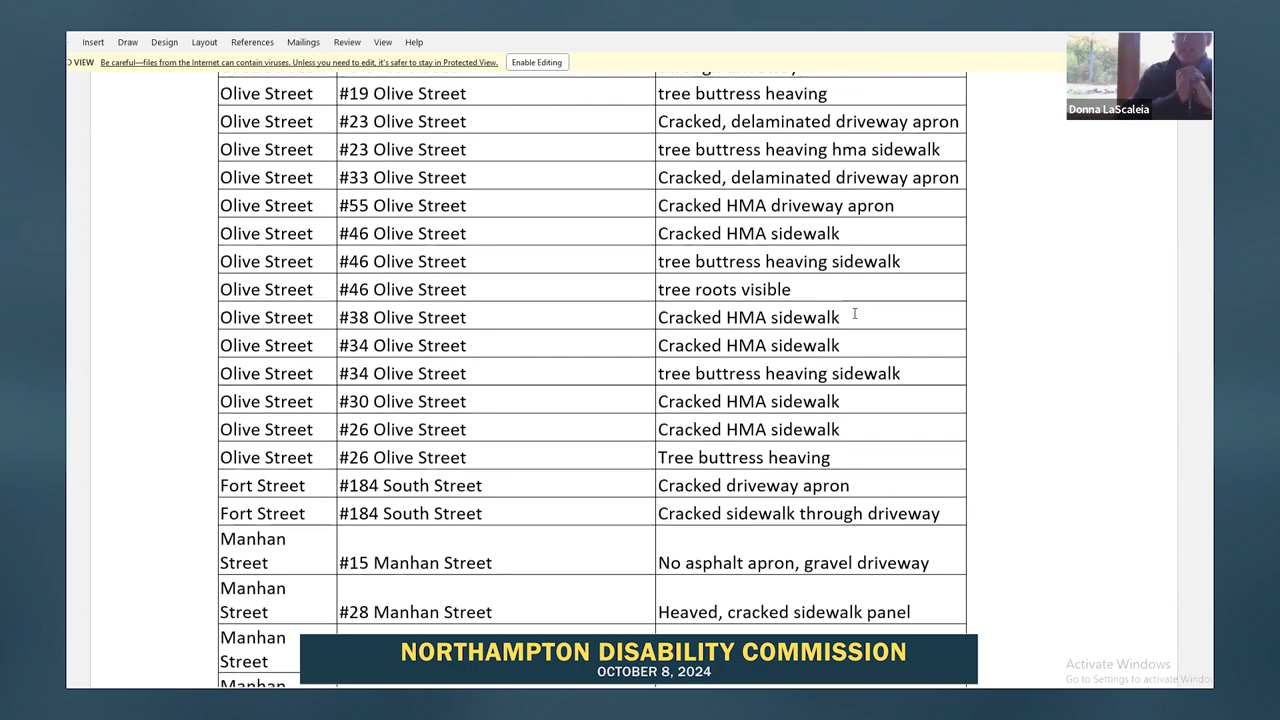 Insert Draw Design Layout References Mailings Review View Help
VIEW Be careful—files from the Internet can contain viruses. Unless you need to edit, it's safer to stay in Protected View. Enable Editing
Donna LaScaleia
Olive Street #19 Olive Street tree buttress heaving
Olive Street #23 Olive Street Cracked, delaminated driveway apron
Olive Street #23 Olive Street tree buttress heaving hma sidewalk
Olive Street #33 Olive Street Cracked, delaminated driveway apron
Olive Street #55 Olive Street Cracked HMA driveway apron
Olive Street #46 Olive Street Cracked HMA sidewalk
Olive Street #46 Olive Street tree buttress heaving sidewalk
Olive Street #46 Olive Street tree roots visible
Olive Street #38 Olive Street Cracked HMA sidewalk
Olive Street #34 Olive Street Cracked HMA sidewalk
Olive Street #34 Olive Street tree buttress heaving sidewalk
Olive Street #30 Olive Street Cracked HMA sidewalk
Olive Street #26 Olive Street Cracked HMA sidewalk
Olive Street #26 Olive Street Tree buttress heaving
Fort Street #184 South Street Cracked driveway apron
Fort Street #184 South Street Cracked sidewalk through driveway
Manhan
Street #15 Manhan Street No asphalt apron, gravel driveway
Manhan
Street #28 Manhan Street Heaved, cracked sidewalk panel
Manhan
Street
NORTHAMPTON DISABILITY COMMISSION
OCTOBER 8, 2024
Activate Windows
Go to Settings to activate